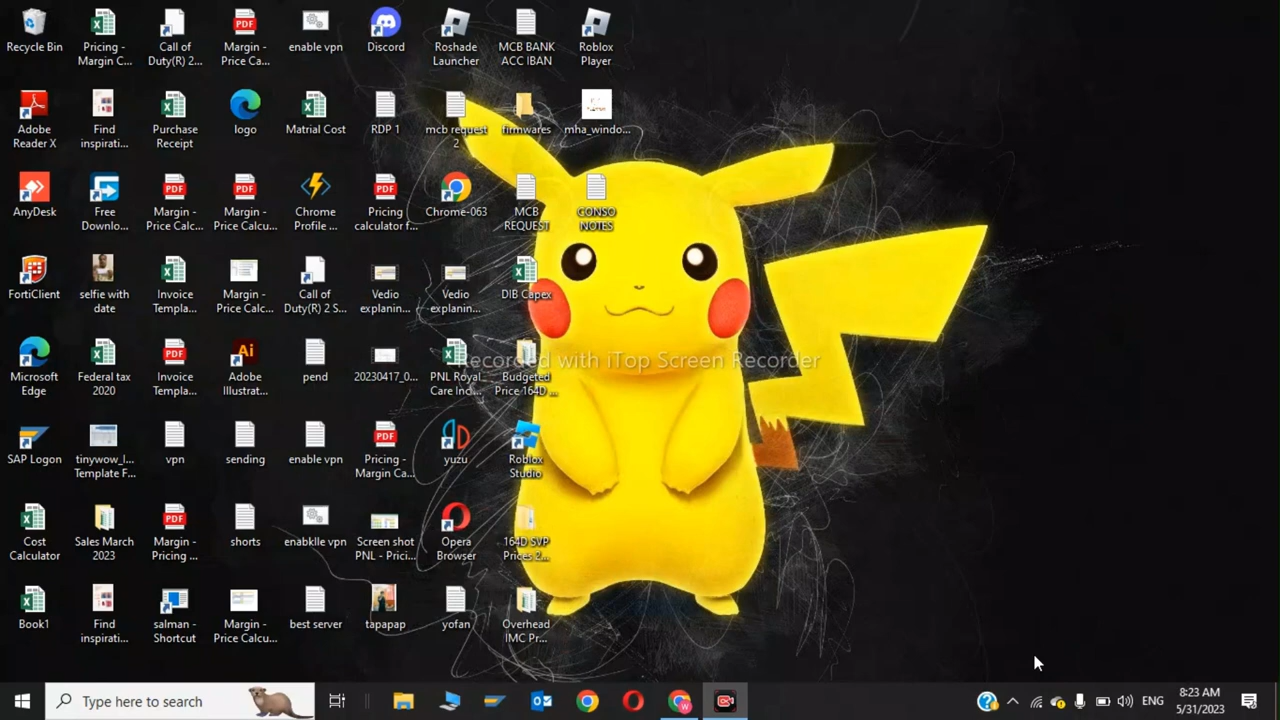 Recycle Bin
Pricing -
Margin C...
Call of
Duty(R) 2...
Margin -
Price Ca...
enable vpn
Discord
Roshade
Launcher
MCB BANK
ACC IBAN
Roblox
Player
Adobe
Reader X
Find
inspirati...
Purchase
Receipt
logo
Matrial Cost
RDP 1
mcb request
2
firmwares
mha_windo...
AnyDesk
Free
Downlo...
Margin -
Price Calc...
Margin -
Price Calcu...
Chrome
Profile ...
Pricing
calculator f...
Chrome-063
MCB
REQUEST
CONSO
NOTES
FortiClient
selfie with
date
Invoice
Templa...
Margin -
Price Calc...
Call of
Duty(R) 2 S...
Vedio
explanin...
Vedio
explanin...
DIB Capex
Recorded with iTop Screen Recorder
Microsoft
Edge
Federal tax
2020
Invoice
Templa...
Adobe
Illustrat...
pend
20230417_0...
PNL Royal
Care Inc...
Budgeted
Price 164D ...
SAP Logon
tinywow_I...
Template F...
vpn
sending
enable vpn
Pricing -
Margin Ca...
yuzu
Roblox
Studio
Cost
Calculator
Sales March
2023
Margin -
Pricing ...
shorts
enabklle vpn
Screen shot
PNL - Prici...
Opera
Browser
164D SVP
Prices 2...
Book1
Find
inspirati...
salman -
Shortcut
Margin -
Price Calcu...
best server
tapapap
yofan
Overhead
IMC Pr...
Type here to search
ENG
8:23 AM
5/31/2023